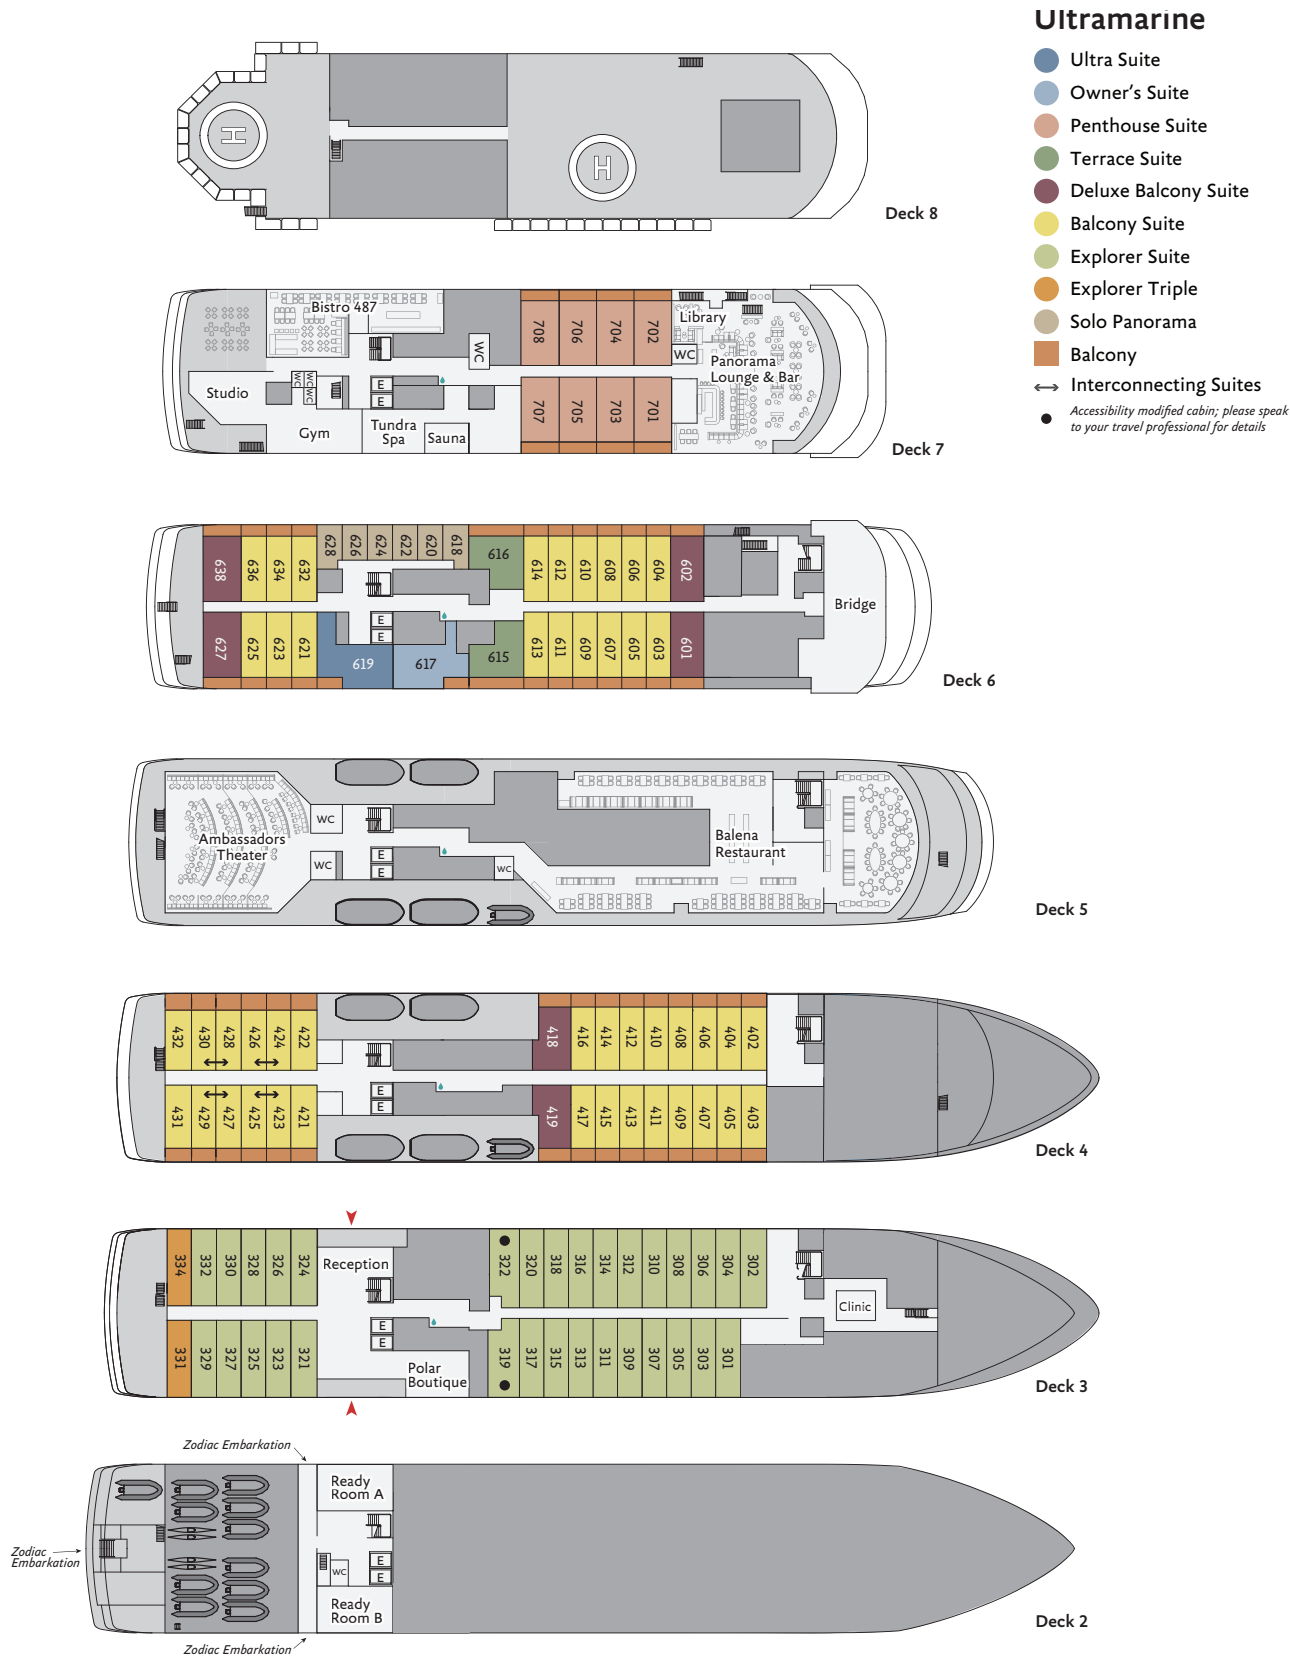 Ultramarine
Ultra Suite
Owner's Suite
Penthouse Suite
Terrace Suite
Deluxe Balcony Suite
Balcony Suite
Explorer Suite
Explorer Triple
Solo Panorama
Balcony
Interconnecting Suites
Accessibility modified cabin; please speak
to your travel professional for details
H
H
Deck 8
Bistro 487
WC
708
706
704
702
Library
WC
Panorama
Lounge & Bar
Studio
WC
WC
WC
E
E
Gym
Tundra
Spa
Sauna
707
705
703
701
Deck 7
638
636
634
632
628
626
624
622
620
618
616
614
612
610
608
606
604
602
E
E
Bridge
627
625
623
621
619
617
615
613
611
609
607
605
603
601
Deck 6
Ambassadors
Theater
WC
WC
E
E
WC
Balena
Restaurant
Deck 5
432
430
428
426
424
422
418
416
414
412
410
408
406
404
402
E
E
431
429
427
425
423
421
419
417
415
413
411
409
407
405
403
Deck 4
334
332
330
328
326
324
Reception
322
320
318
316
314
312
310
308
306
304
302
Clinic
E
E
331
329
327
325
323
321
Polar
Boutique
319
317
315
313
311
309
307
305
303
301
Deck 3
Zodiac Embarkation
Ready
Room A
Zodiac
Embarkation
E
E
WC
Ready
Room B
Deck 2
Zodiac Embarkation